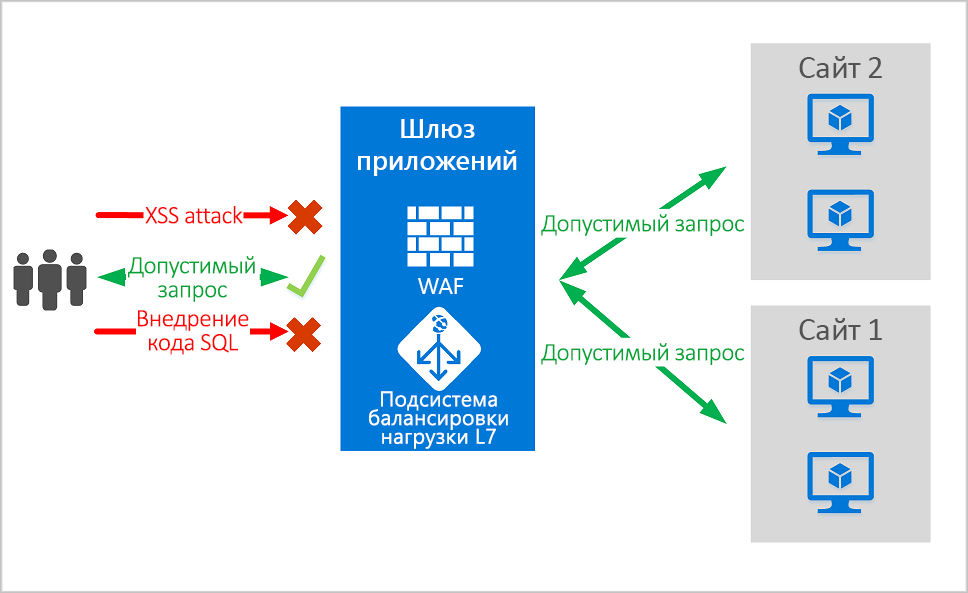 Сайт 2
Шлюз
приложений
XSS attack
Допустимый запрос
Допустимый
запрос
WAF
Внедрение
кода SQL
Сайт 1
Допустимый запрос
Подсистема
балансировки
нагрузки L7